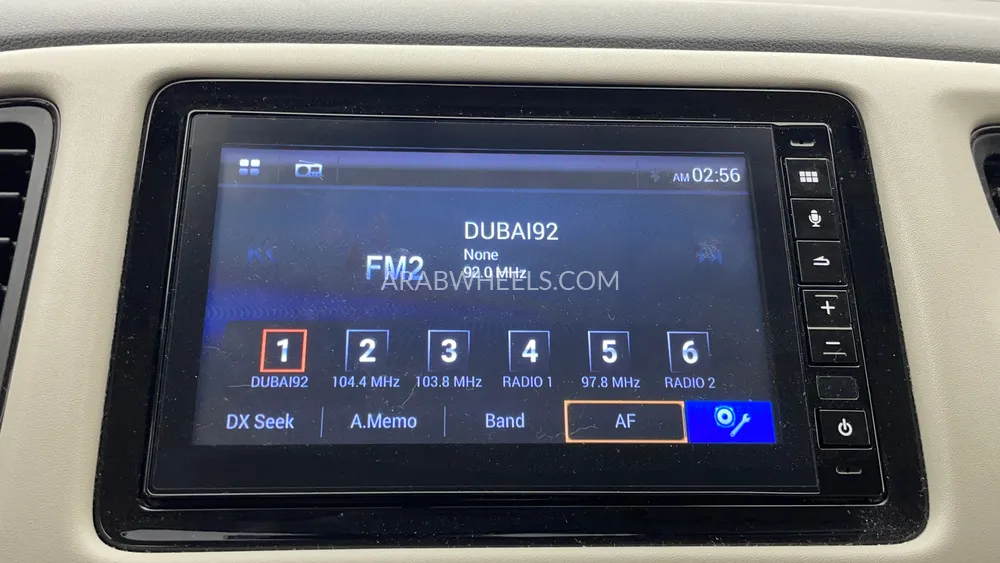 AM 02:56
DUBAI92
None
FM2
92.0 MHz
ARABWHEELS.COM
1 2 3 4 5 6
DUBAI92 104.4 MHz 103.8 MHz RADIO 1 97.8 MHz RADIO 2
DX Seek A.Memo Band AF